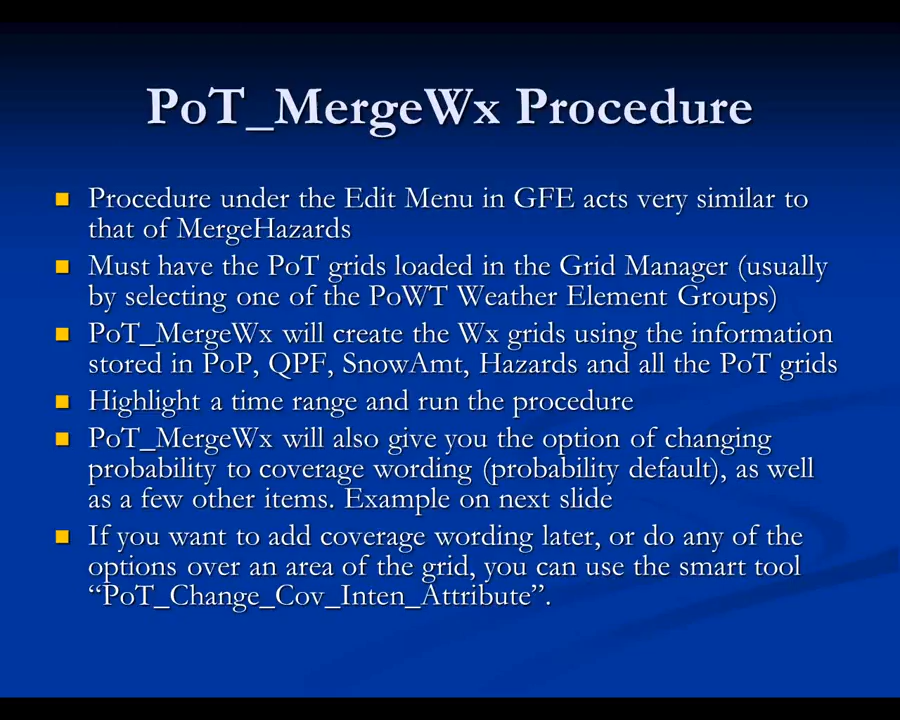 PoT_MergeWx Procedure
Procedure under the Edit Menu in GFE acts very similar to
that of MergeHazards
Must have the PoT grids loaded in the Grid Manager (usually
by selecting one of the PoWT Weather Element Groups)
PoT_MergeWx will create the Wx grids using the information
stored in PoP, QPF, SnowAmt, Hazards and all the PoT grids
Highlight a time range and run the procedure
PoT_MergeWx will also give you the option of changing
probability to coverage wording (probability default), as well
as a few other items. Example on next slide
If you want to add coverage wording later, or do any of the
options over an area of the grid, you can use the smart tool
“PoT_Change_Cov_Inten_Attribute”.